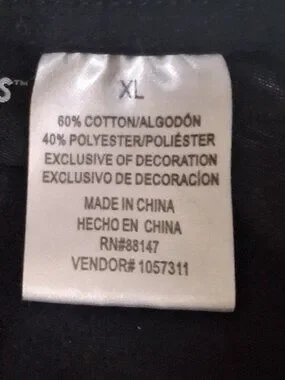 S™
XL
60% COTTON/ALGODÓN
40% POLYESTER/POLIÉSTER
EXCLUSIVE OF DECORATION
EXCLUSIVO DE DECORACÍON
MADE IN CHINA
HECHO EN CHINA
RN#88147
VENDOR# 1057311